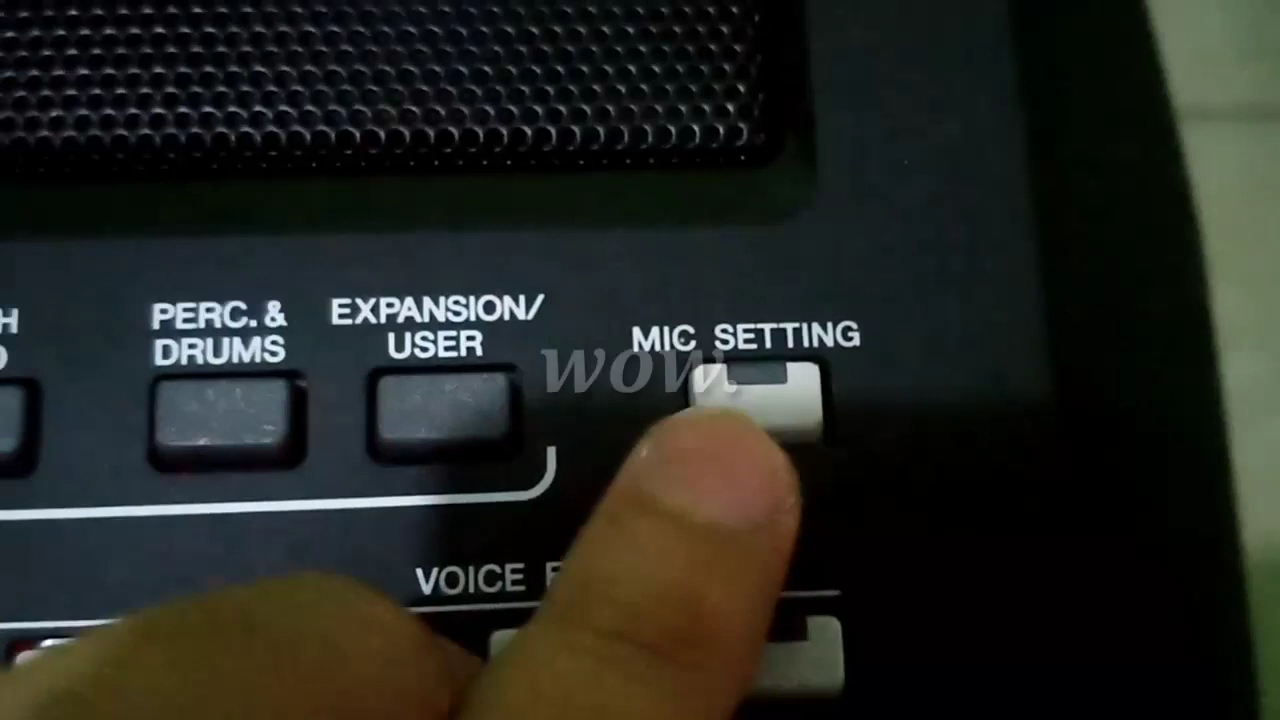 PERC. &
DRUMS
EXPANSION/
USER
MIC SETTING
wow.
VOICE